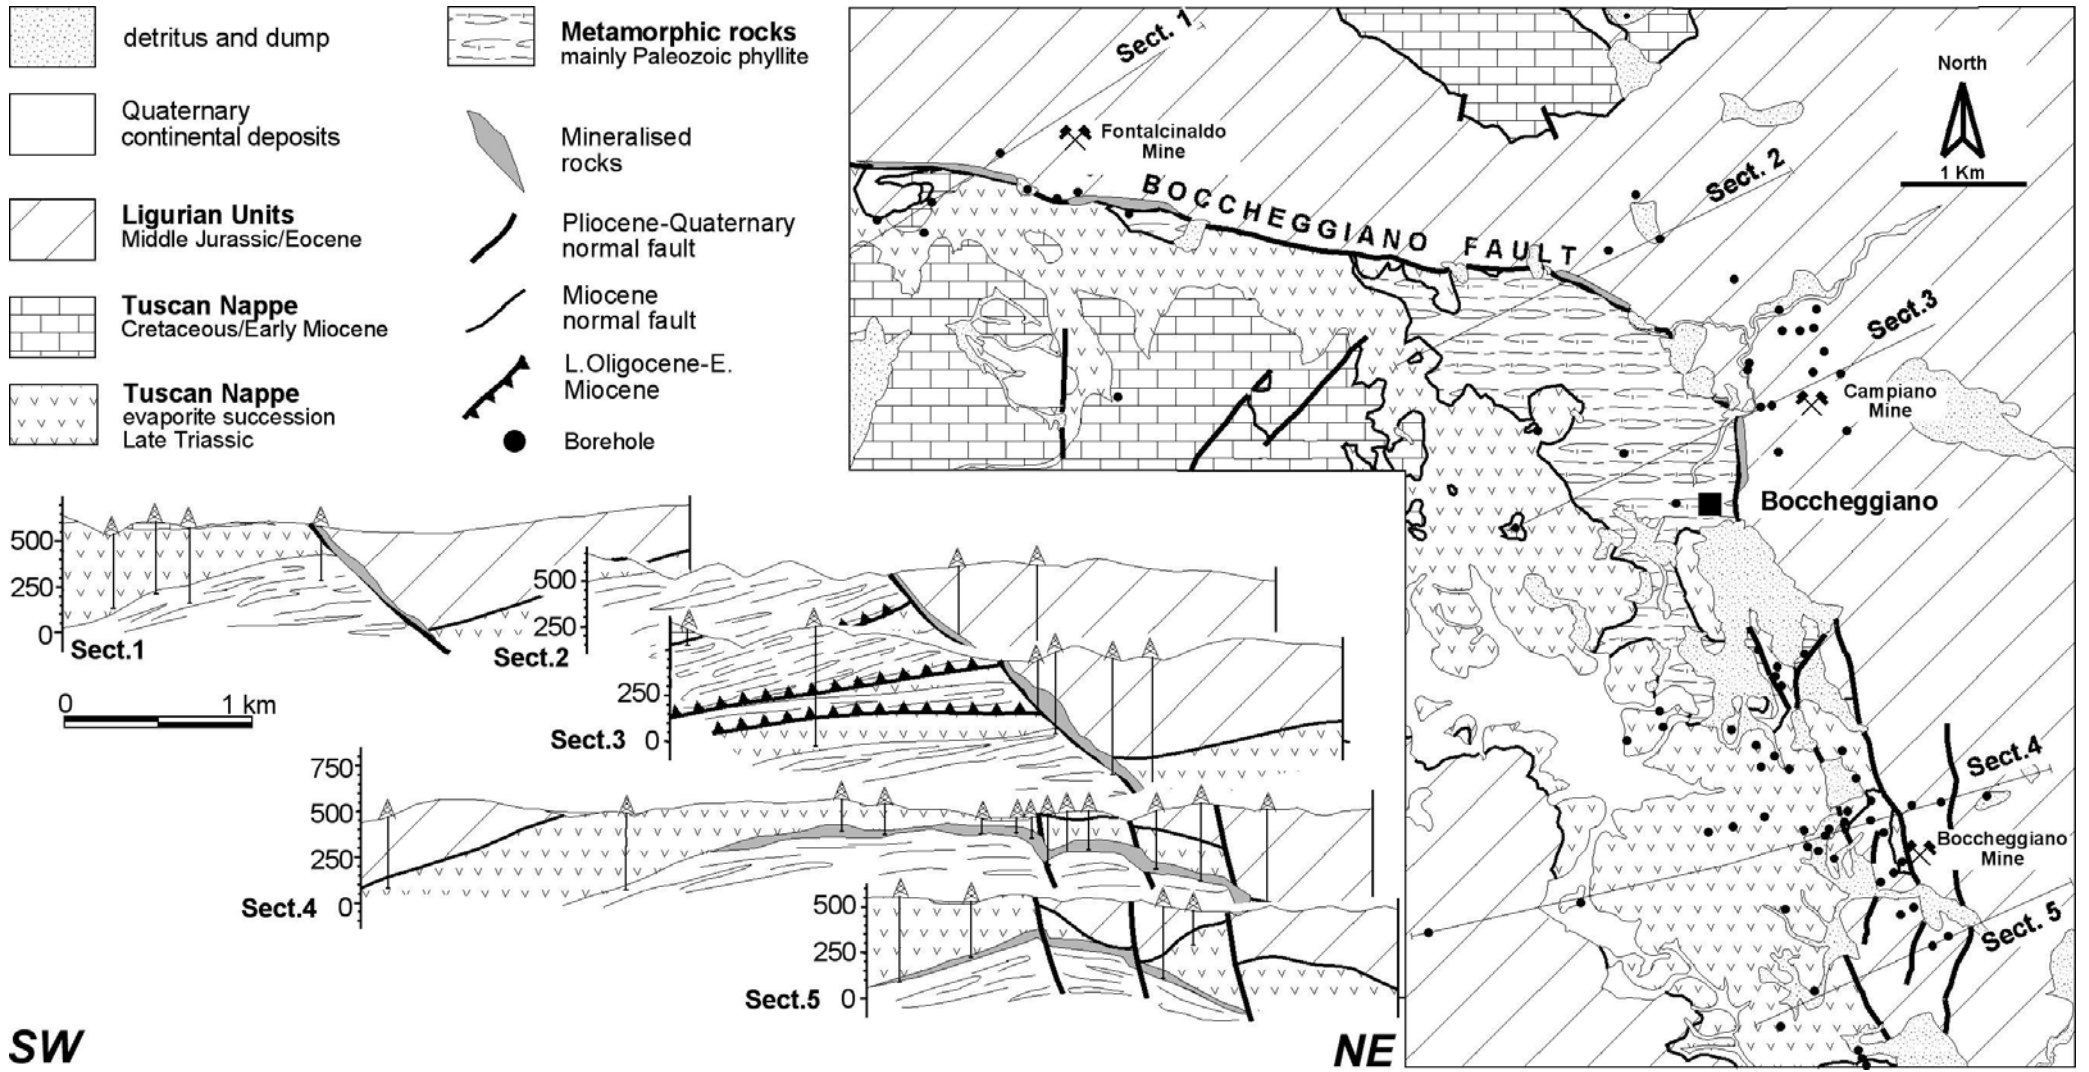 detritus and dump
Quaternary
continental deposits
Ligurian Units
Middle Jurassic/Eocene
Tuscan Nappe
Cretaceous/Early Miocene
Tuscan Nappe
evaporite succession
Late Triassic
Metamorphic rocks
mainly Paleozoic phyllite
Mineralised
rocks
Pliocene-Quaternary
normal fault
Miocene
normal fault
L.Oligocene-E.
Miocene
Borehole
Sect. 1
Fontalcinaldo
Mine
BOCCHEGGIANO FAULT
Sect. 2
North
1 Km
Sect.3
Campiano
Mine
Boccheggiano
Sect.4
Boccheggiano
Mine
Sect. 5
500
250
0
Sect.1
0 1 km
500
250
Sect.2
250
0
Sect.3
750
500
250
0
Sect.4
500
250
0
Sect.5
SW
NE